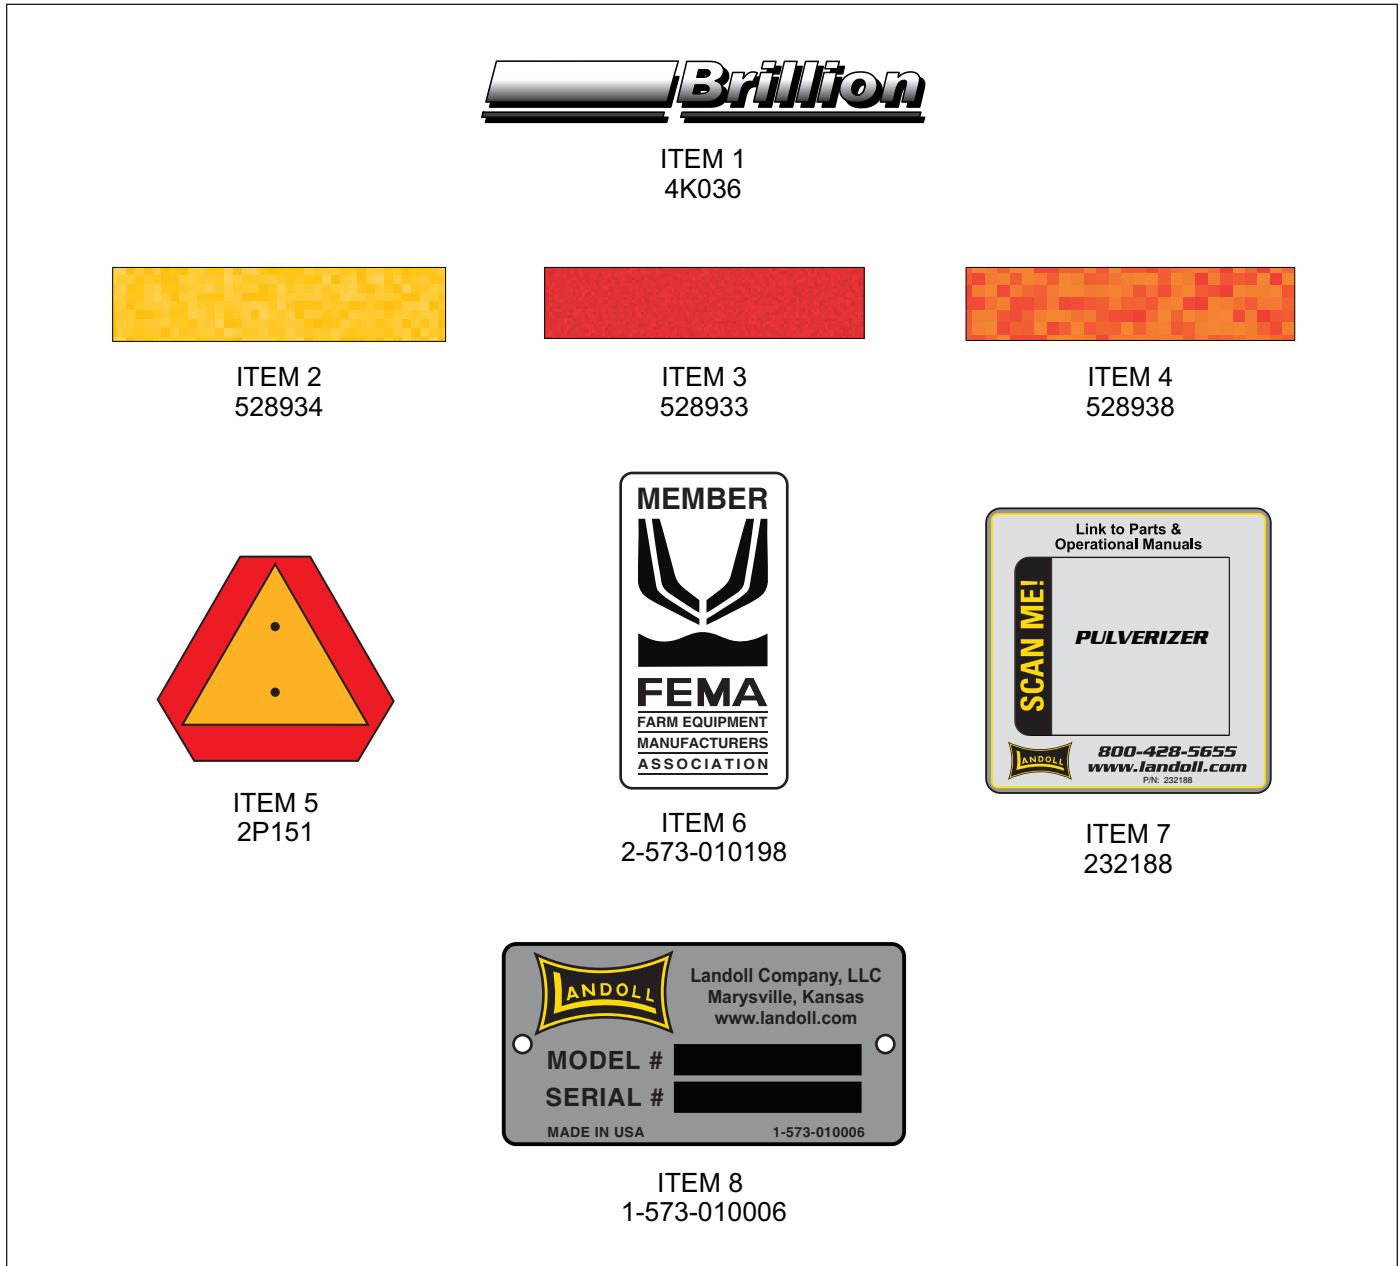 Brillion
ITEM 1
4K036
ITEM 2
528934
ITEM 3
528933
ITEM 4
528938
ITEM 5
2P151
MEMBER
FEMA
FARM EQUIPMENT
MANUFACTURERS
ASSOCIATION
ITEM 6
2-573-010198
Link to Parts &
Operational Manuals
SCAN ME!
PULVERIZER
LANDOLL
800-428-5655
www.landoll.com
P/N: 232188
ITEM 7
232188
LANDOLL
Landoll Company, LLC
Marysville, Kansas
www.landoll.com
MODEL #
SERIAL #
MADE IN USA
1-573-010006
ITEM 8
1-573-010006